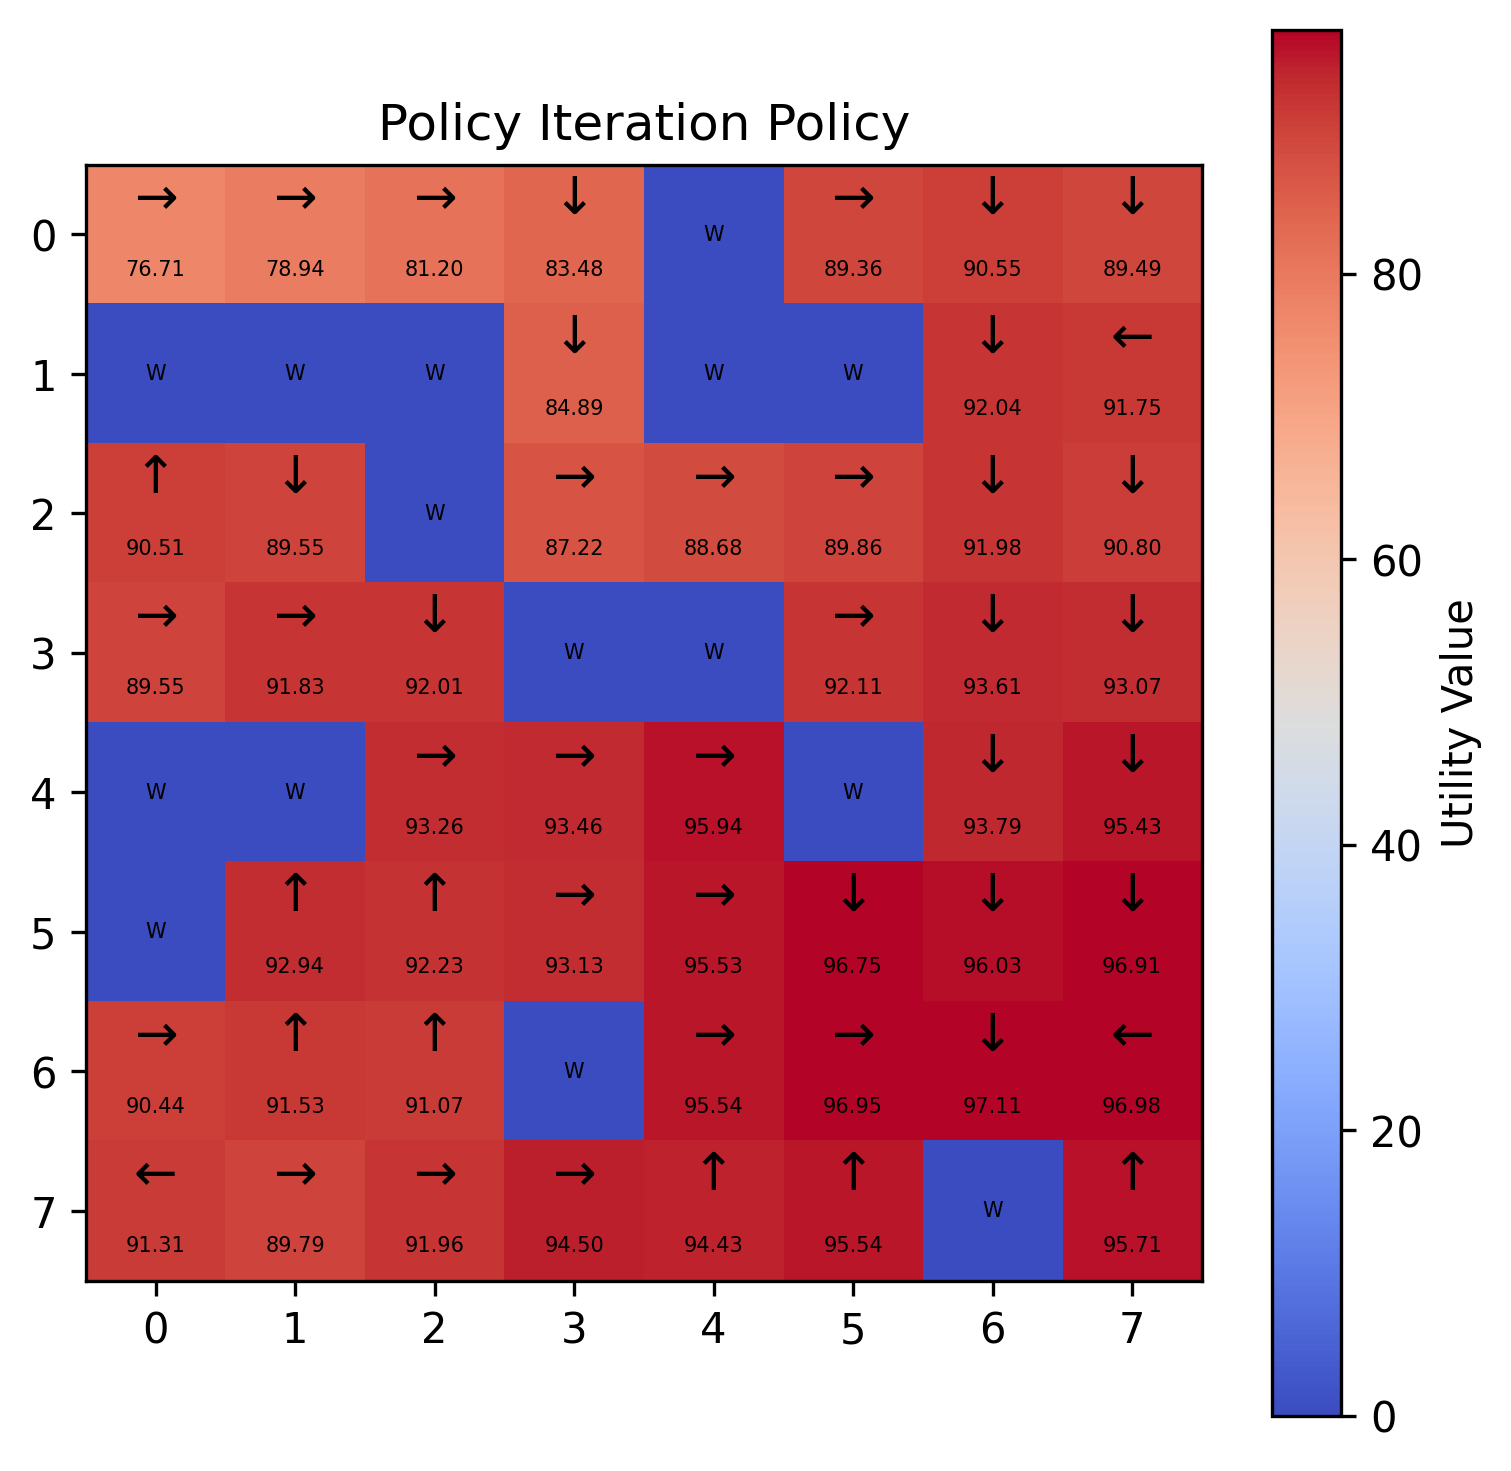 Policy Iteration Policy
0 → → → ↓ W → ↓ ↓
76.71 78.94 81.20 83.48 89.36 90.55 89.49
1 W W W ↓ W W ↓ ←
84.89 92.04 91.75
2 ↑ ↓ W → → → ↓ ↓
90.51 89.55 87.22 88.68 89.86 91.98 90.80
3 → → ↓ W W → ↓ ↓
89.55 91.83 92.01 92.11 93.61 93.07
4 W W → → → W ↓ ↓
93.26 93.46 95.94 93.79 95.43
5 W ↑ ↑ → → ↓ ↓ ↓
92.94 92.23 93.13 95.53 96.75 96.03 96.91
6 → ↑ ↑ W → → ↓ ←
90.44 91.53 91.07 95.54 96.95 97.11 96.98
7 ← → → → ↑ ↑ W ↑
91.31 89.79 91.96 94.50 94.43 95.54 95.71
0 1 2 3 4 5 6 7
80
60
40
20
0
Utility Value